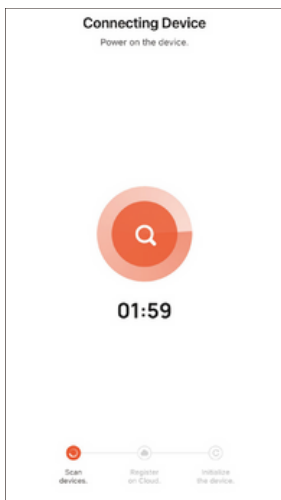 Connecting Device
Power on the device.
01:59
Scan
devices.
Register
on Cloud.
Initialize
the device.